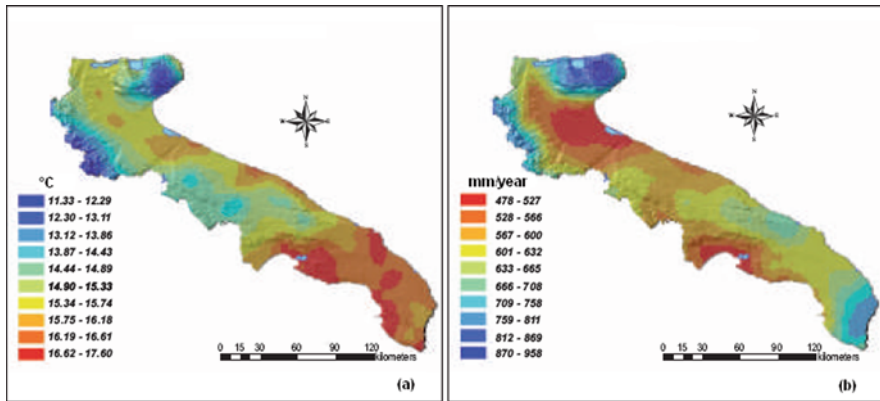 N
W
E
S
°C
11.33 - 12.29
12.30 - 13.11
13.12 - 13.86
13.87 - 14.43
14.44 - 14.89
14.90 - 15.33
15.34 - 15.74
15.75 - 16.18
16.19 - 16.61
16.62 - 17.60
0 15 30 60 90 120
kilometers
(a)
N
W
E
S
mm/year
478 - 527
528 - 566
567 - 600
601 - 632
633 - 665
666 - 708
709 - 758
759 - 811
812 - 869
870 - 958
0 15 30 60 90 120
kilometers
(b)